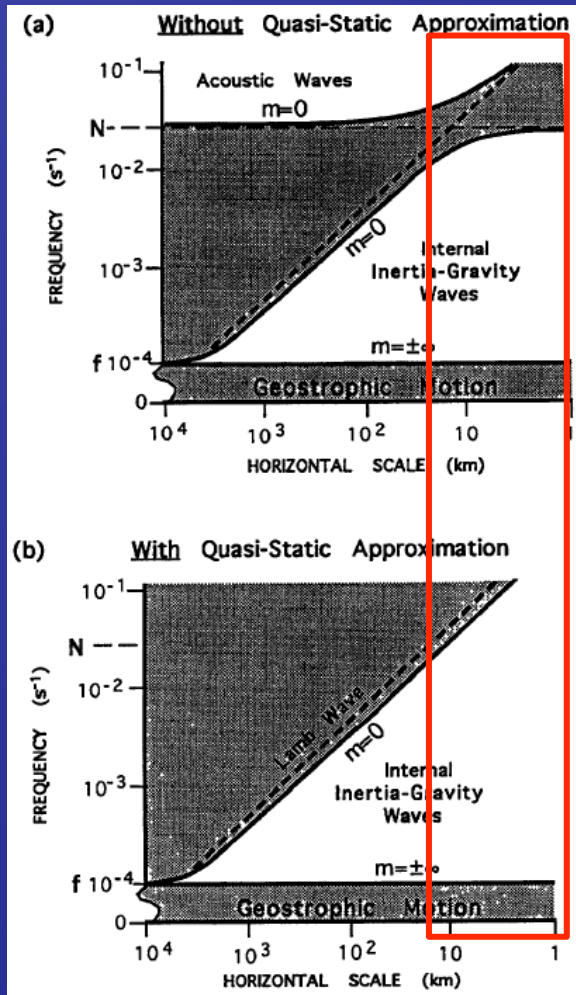 (a) Without Quasi-Static Approximation
10⁻¹
Acoustic Waves
m=0
N
10⁻²
FREQUENCY (s⁻¹)
m=0
Internal
Inertia-Gravity
Waves
10⁻³
m=±∞
f 10⁻⁴
Geostrophic Motion
0
10⁴ 10³ 10² 10 1
HORIZONTAL SCALE (km)
(b) With Quasi-Static Approximation
10⁻¹
N
10⁻²
FREQUENCY (s⁻¹)
Lamb Wave
m=0
Internal
Inertia-Gravity
Waves
10⁻³
m=±∞
f 10⁻⁴
Geostrophic Motion
0
10⁴ 10³ 10² 10 1
HORIZONTAL SCALE (km)